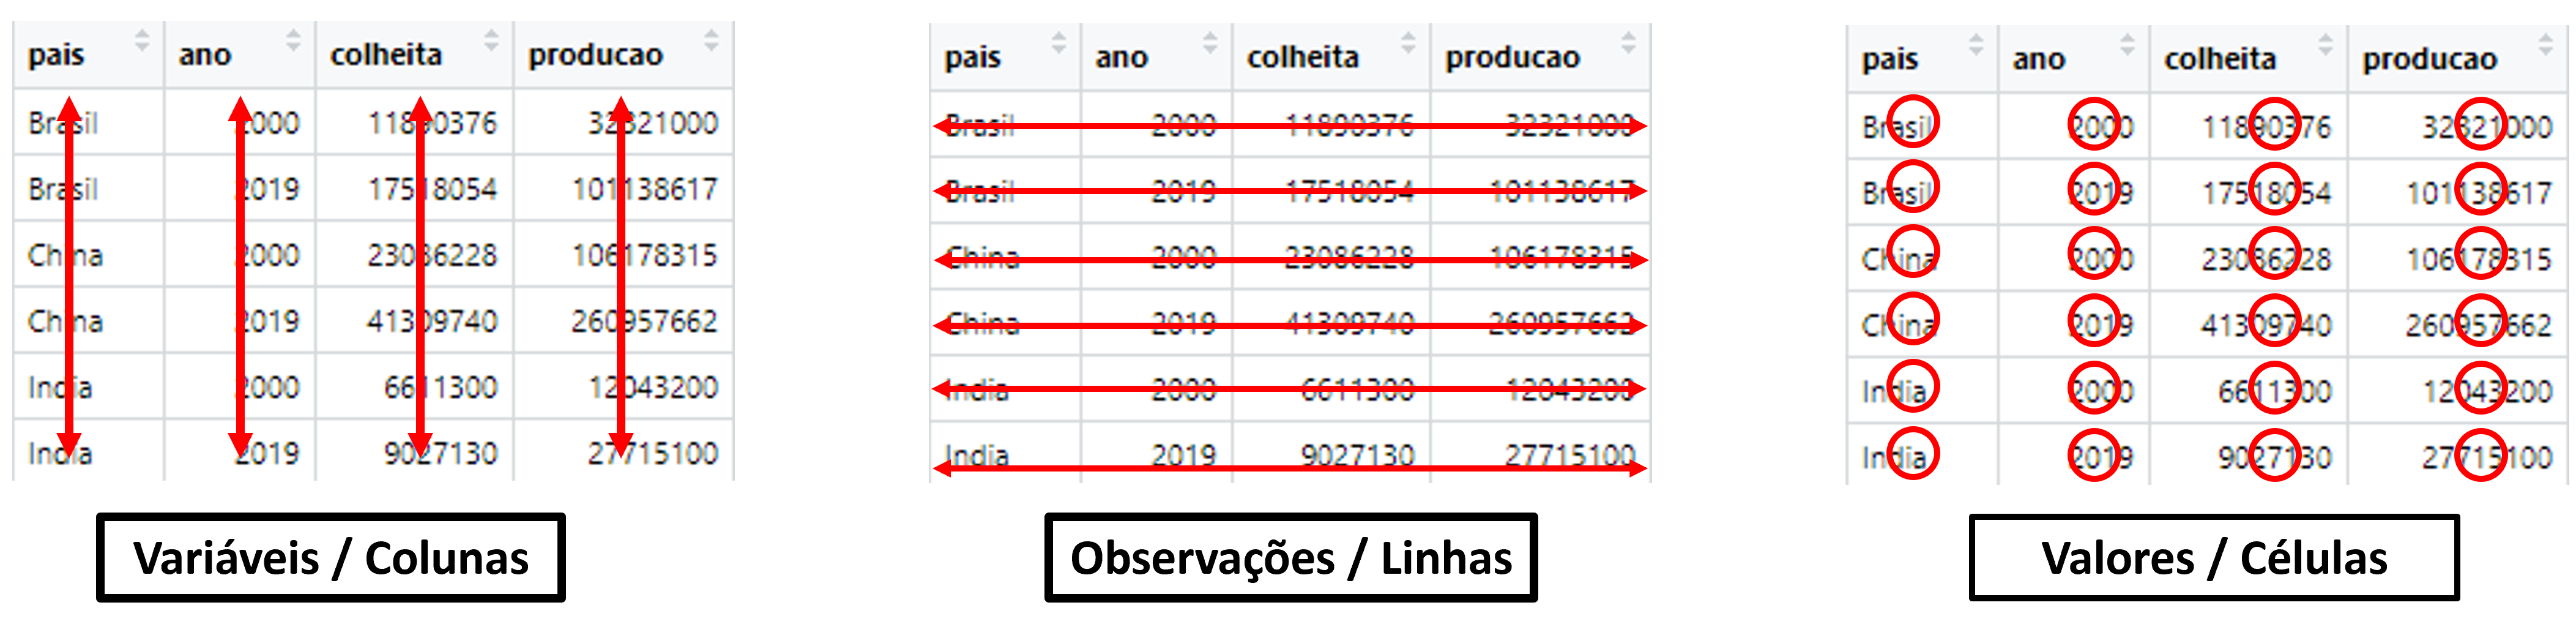 pais ano colheita producao
Brasil 2000 11890376 32321000
Brasil 2019 17518054 101138617
China 2000 23086228 106178315
China 2019 41309740 260957662
India 2000 6611300 12043200
India 2019 9027130 27715100
Variáveis / Colunas
pais ano colheita producao
Brasil 2000 11890376 32321000
Brasil 2019 17518054 101138617
China 2000 23086228 106178315
China 2019 41309740 260957662
India 2000 6611300 12043200
India 2019 9027130 27715100
Observações / Linhas
pais ano colheita producao
Brasil 2000 11890376 32321000
Brasil 2019 17518054 101138617
China 2000 23086228 106178315
China 2019 41309740 260957662
India 2000 6611300 12043200
India 2019 9027130 27715100
Valores / Células